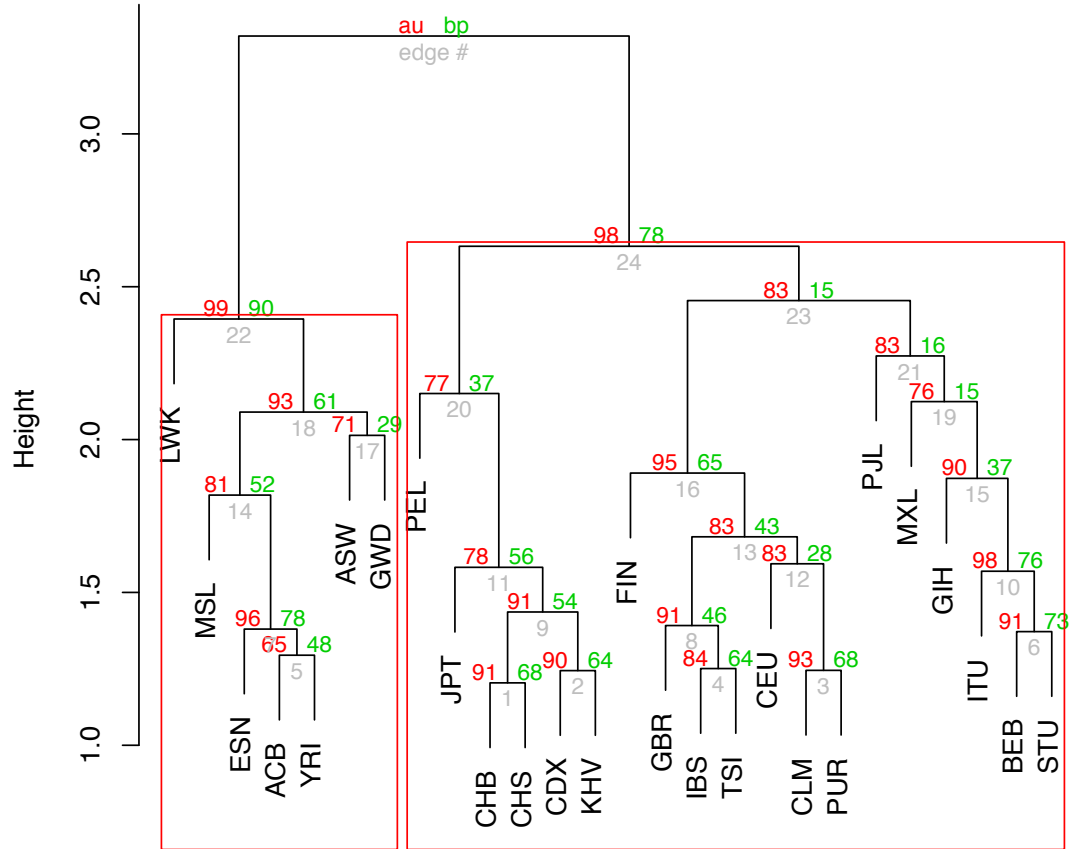 au bp
edge #
3.0
98 78
24
2.5
83 15
23
99 90
22
83 16
21
77 37
20
76 15
19
93 61
18
71 29
17
2.0
Height
LWK
PEL
PJL
MXL
95 65
16
90 37
15
81 52
14
ASW
GWD
83 43
13
83 28
12
78 56
11
98 76
10
1.5
MSL
FIN
GIH
91 54
9
91 46
8
96 78
7
91 73
6
65 48
5
84 64
4
93 68
3
90 64
2
91 68
1
JPT
CEU
ITU
1.0
ESN
ACB
YRI
GBR
IBS
TSI
BEB
STU
CHB
CHS
CDX
KHV
CLM
PUR